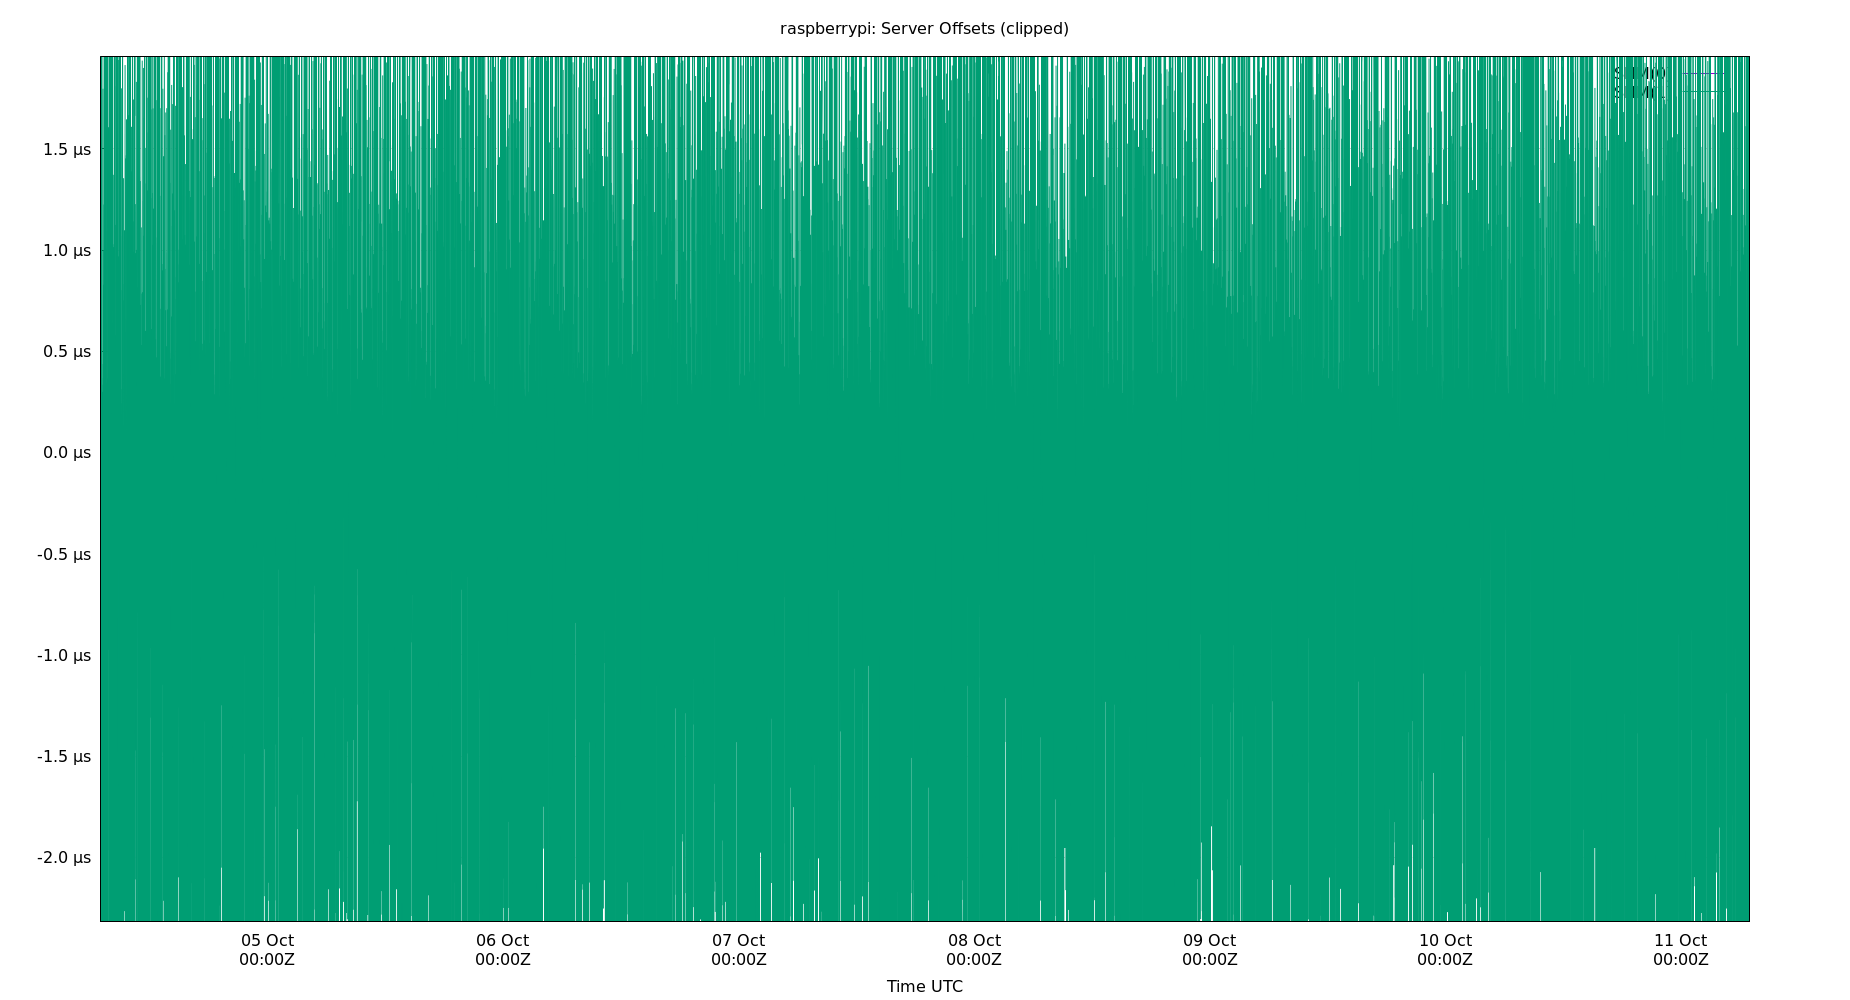 raspberrypi: Server Offsets (clipped)
1.5 µs
1.0 µs
0.5 µs
0.0 µs
-0.5 µs
-1.0 µs
-1.5 µs
-2.0 µs
05 Oct 06 Oct 07 Oct 08 Oct 09 Oct 10 Oct 11 Oct
00:00Z 00:00Z 00:00Z 00:00Z 00:00Z 00:00Z 00:00Z
Time UTC